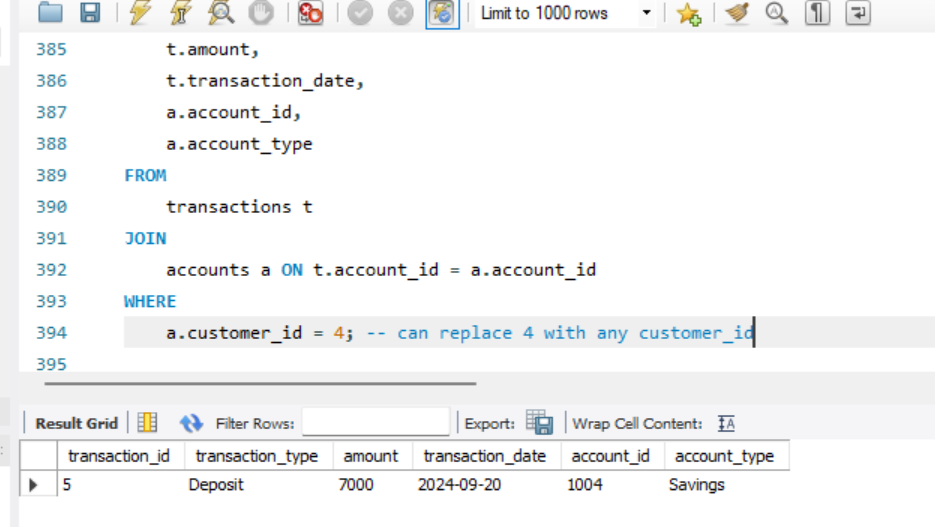 Limit to 1000 rows
385 t.amount,
386 t.transaction_date,
387 a.account_id,
388 a.account_type
389 FROM
390 transactions t
391 JOIN
392 accounts a ON t.account_id = a.account_id
393 WHERE
394 a.customer_id = 4; -- can replace 4 with any customer_id
395
Result Grid Filter Rows: Export: Wrap Cell Content:
transaction_id transaction_type amount transaction_date account_id account_type
5 Deposit 7000 2024-09-20 1004 Savings